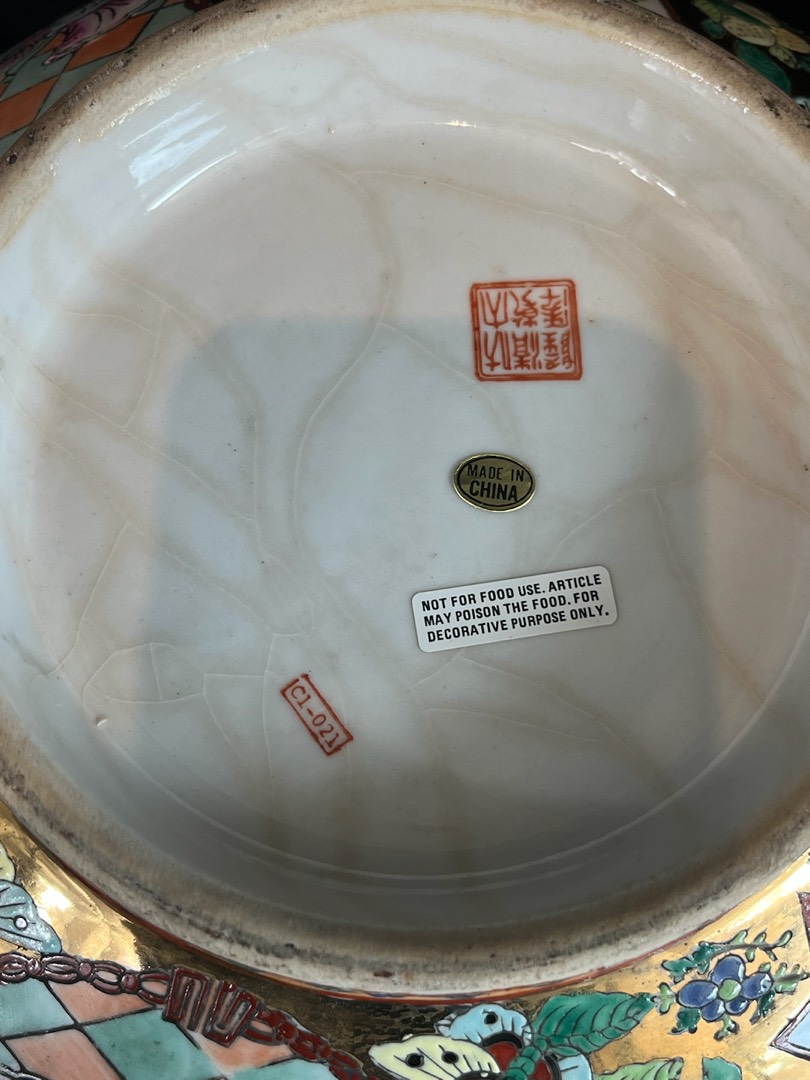 MADE IN
CHINA
NOT FOR FOOD USE. ARTICLE
MAY POISON THE FOOD. FOR
DECORATIVE PURPOSE ONLY.
C1-021